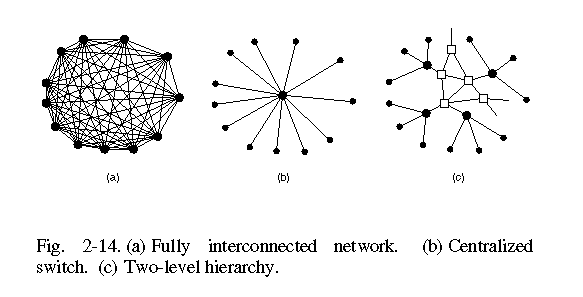 (a)
(b)
(c)
Fig. 2-14. (a) Fully interconnected network. (b) Centralized
switch. (c) Two-level hierarchy.